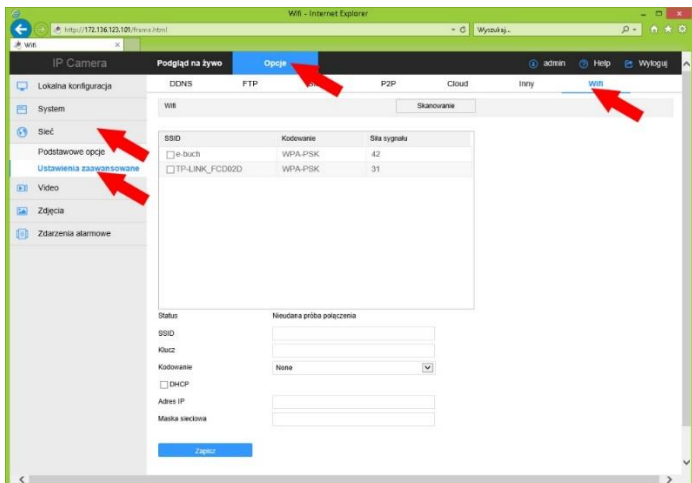 Wifi - Internet Explorer
http://172.136.123.101/frame.html
Wyszukaj...
Wifi
IP Camera
Podgląd na żywo
Opcje
admin
Help
Wyloguj
Lokalna konfiguracja
System
Sieć
Podstawowe opcje
Ustawienia zaawansowane
Video
Zdjęcia
Zdarzenia alarmowe
DDNS FTP P2P Cloud Inny Wifi
Wifi
Skanowanie
SSID Kodowanie Siła sygnału
e-buch WPA-PSK 42
TP-LINK_FCD02D WPA-PSK 31
Status Nieudana próba połączenia
SSID
Klucz
Kodowanie None
DHCP
Adres IP
Maska sieciowa
Zapisz